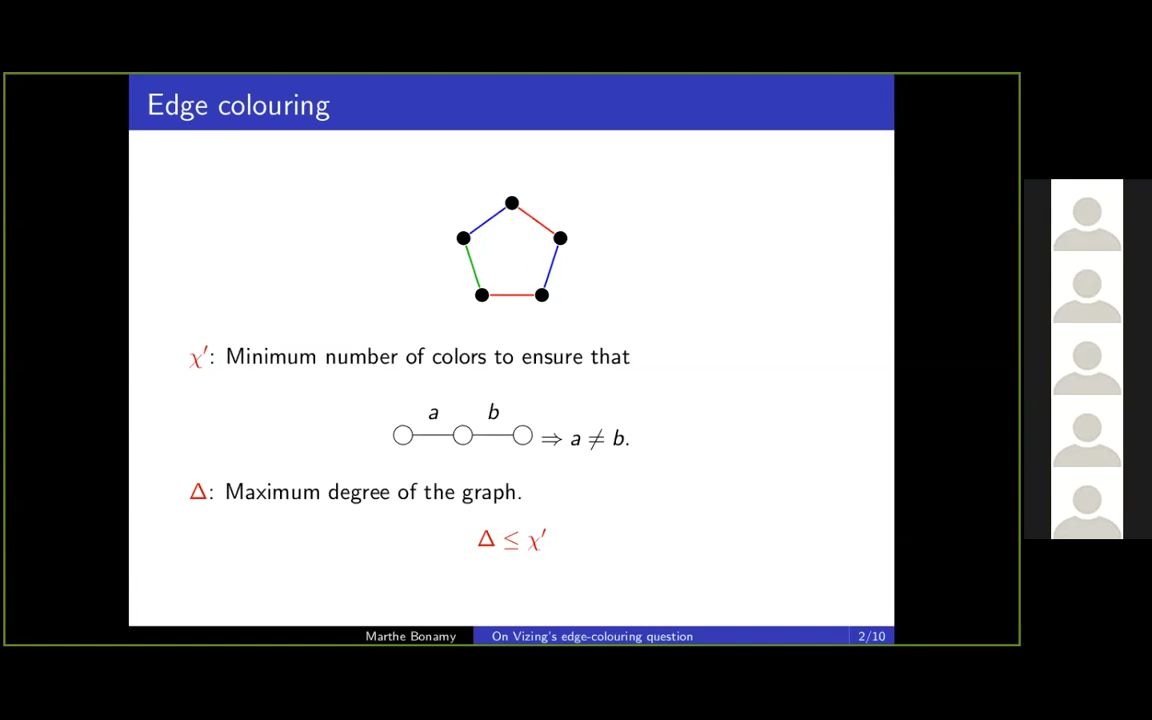 Edge colouring
χ′: Minimum number of colors to ensure that
a b
⇒ a ≠ b.
Δ: Maximum degree of the graph.
Δ ≤ χ′
Marthe Bonamy On Vizing's edge-colouring question 2/10